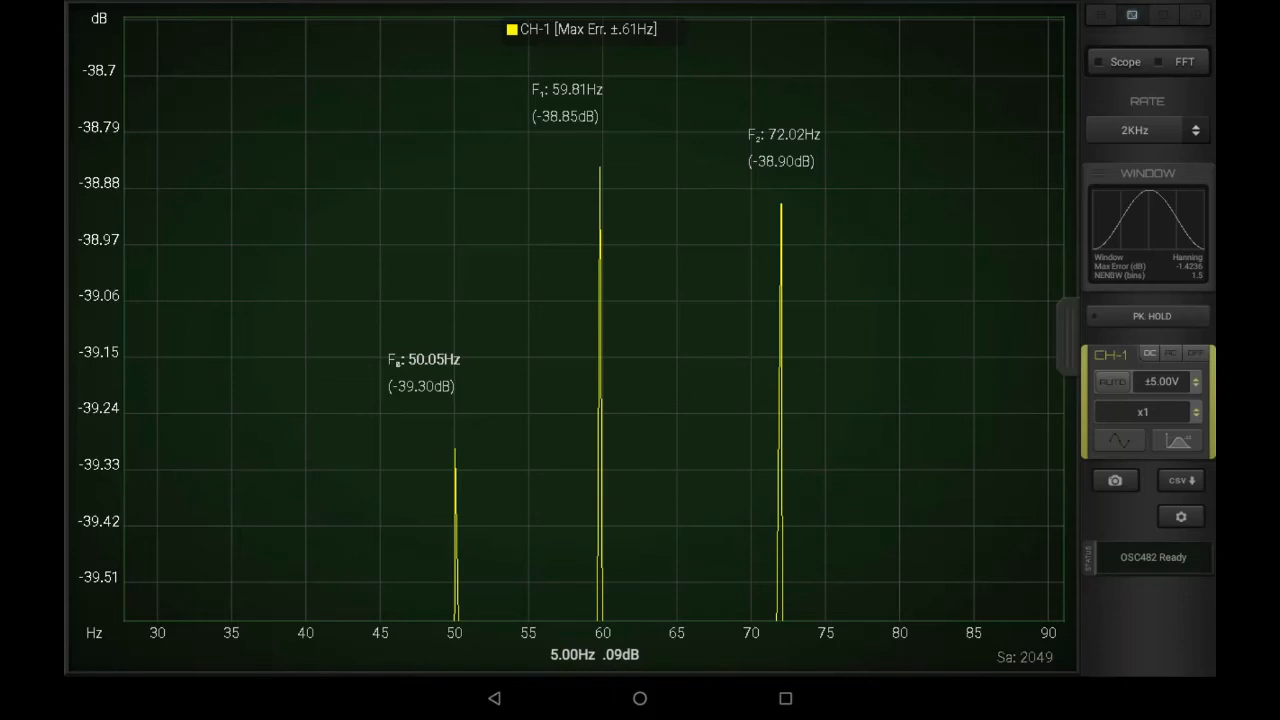 dB
CH-1 [Max Err. ±.61Hz]
-38.7
-38.79
-38.88
-38.97
-39.06
-39.15
-39.24
-39.33
-39.42
-39.51
F₁: 59.81Hz
(-38.85dB)
F₂: 72.02Hz
(-38.90dB)
: 50.05Hz
(-39.30dB)
Hz 30 35 40 45 50 55 60 65 70 75 80 85 90
5.00Hz .09dB
Sa: 2049
Scope FFT
RATE
2KHz
WINDOW
Window Hanning
Max Error (dB) -1.4236
NENBW (bins) 1.5
PK HOLD
CH-1 DC AC OFF
AUTO ±5.00V
x1
CSV
STATUS
OSC482 Ready